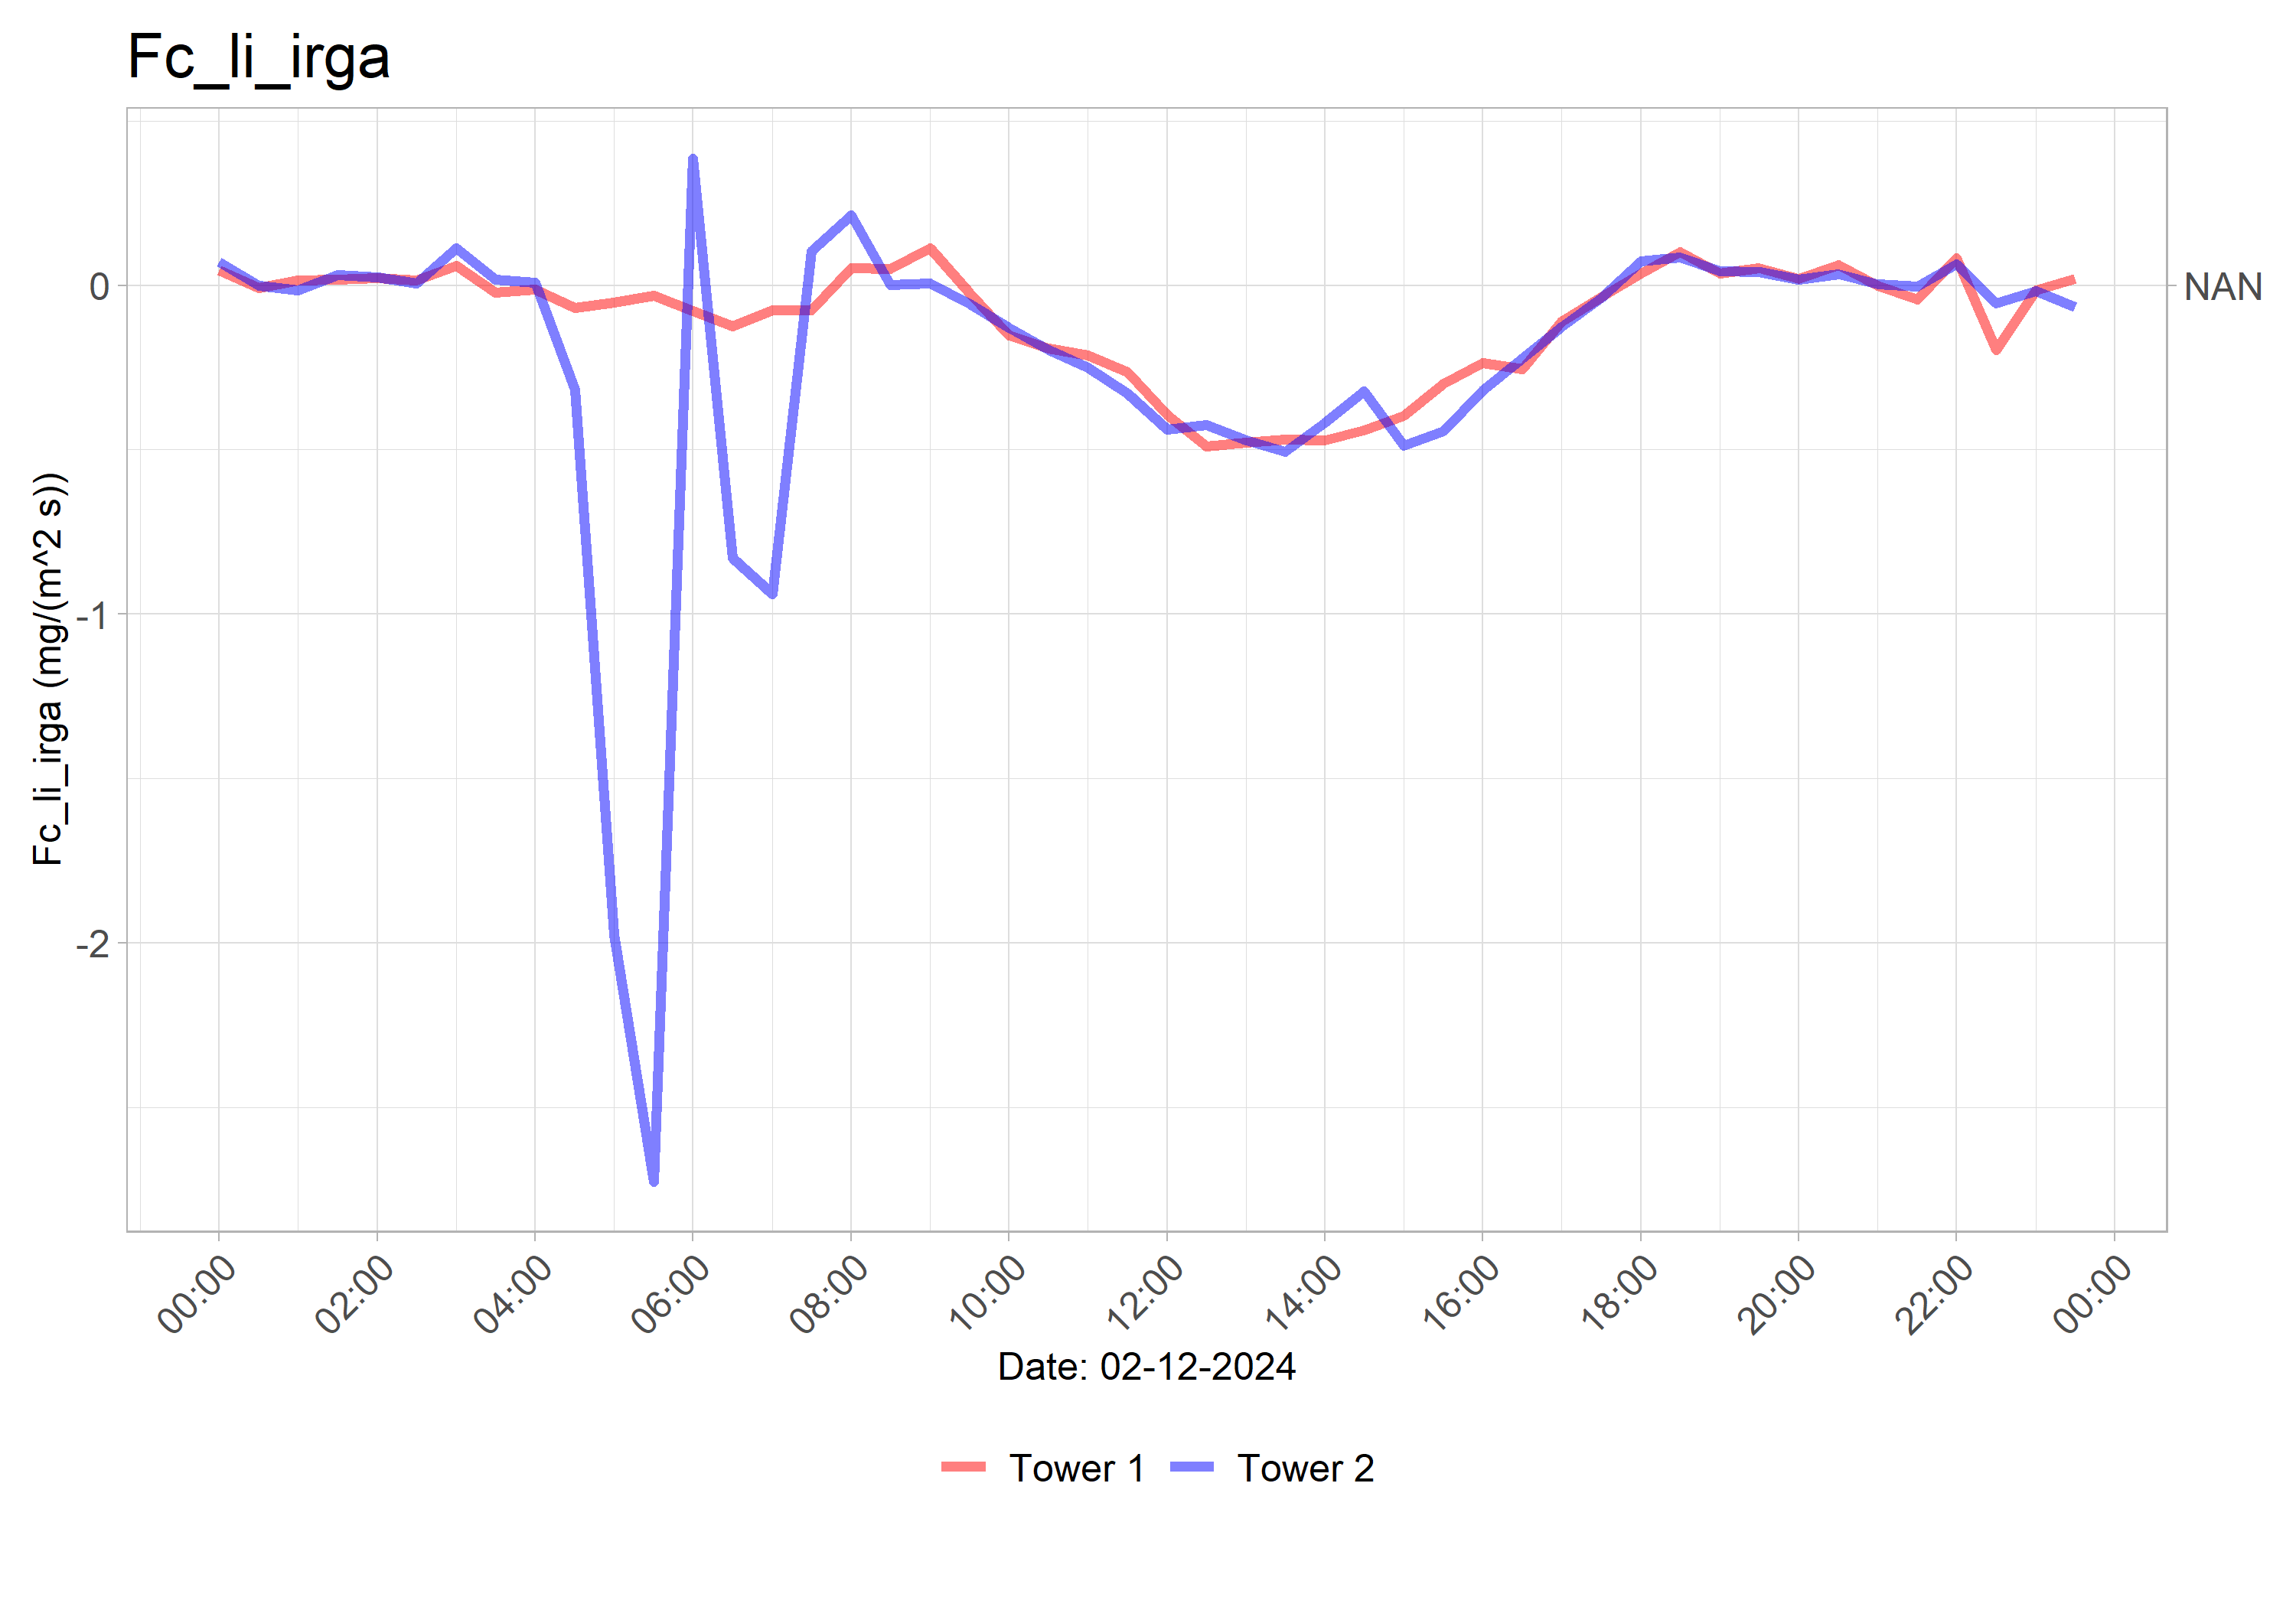 Fc_li_irga
Fc_li_irga (mg/(m^2 s))
0
-1
-2
NAN
00:00 02:00 04:00 06:00 08:00 10:00 12:00 14:00 16:00 18:00 20:00 22:00 00:00
Date: 02-12-2024
Tower 1 Tower 2